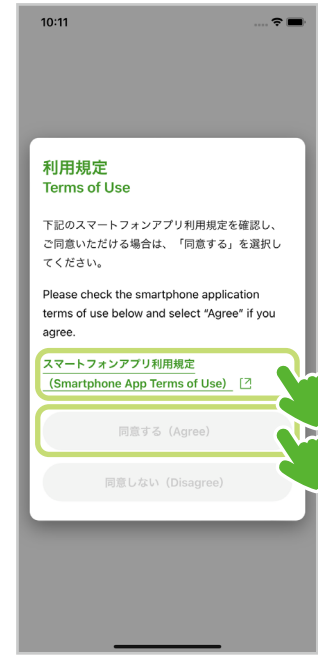 10:11
利用規定
Terms of Use
下記のスマートフォンアプリ利用規定を確認し、
ご同意いただける場合は、「同意する」を選択し
てください。
Please check the smartphone application
terms of use below and select “Agree” if you
agree.
スマートフォンアプリ利用規定
（Smartphone App Terms of Use）
同意する（Agree）
同意しない（Disagree）